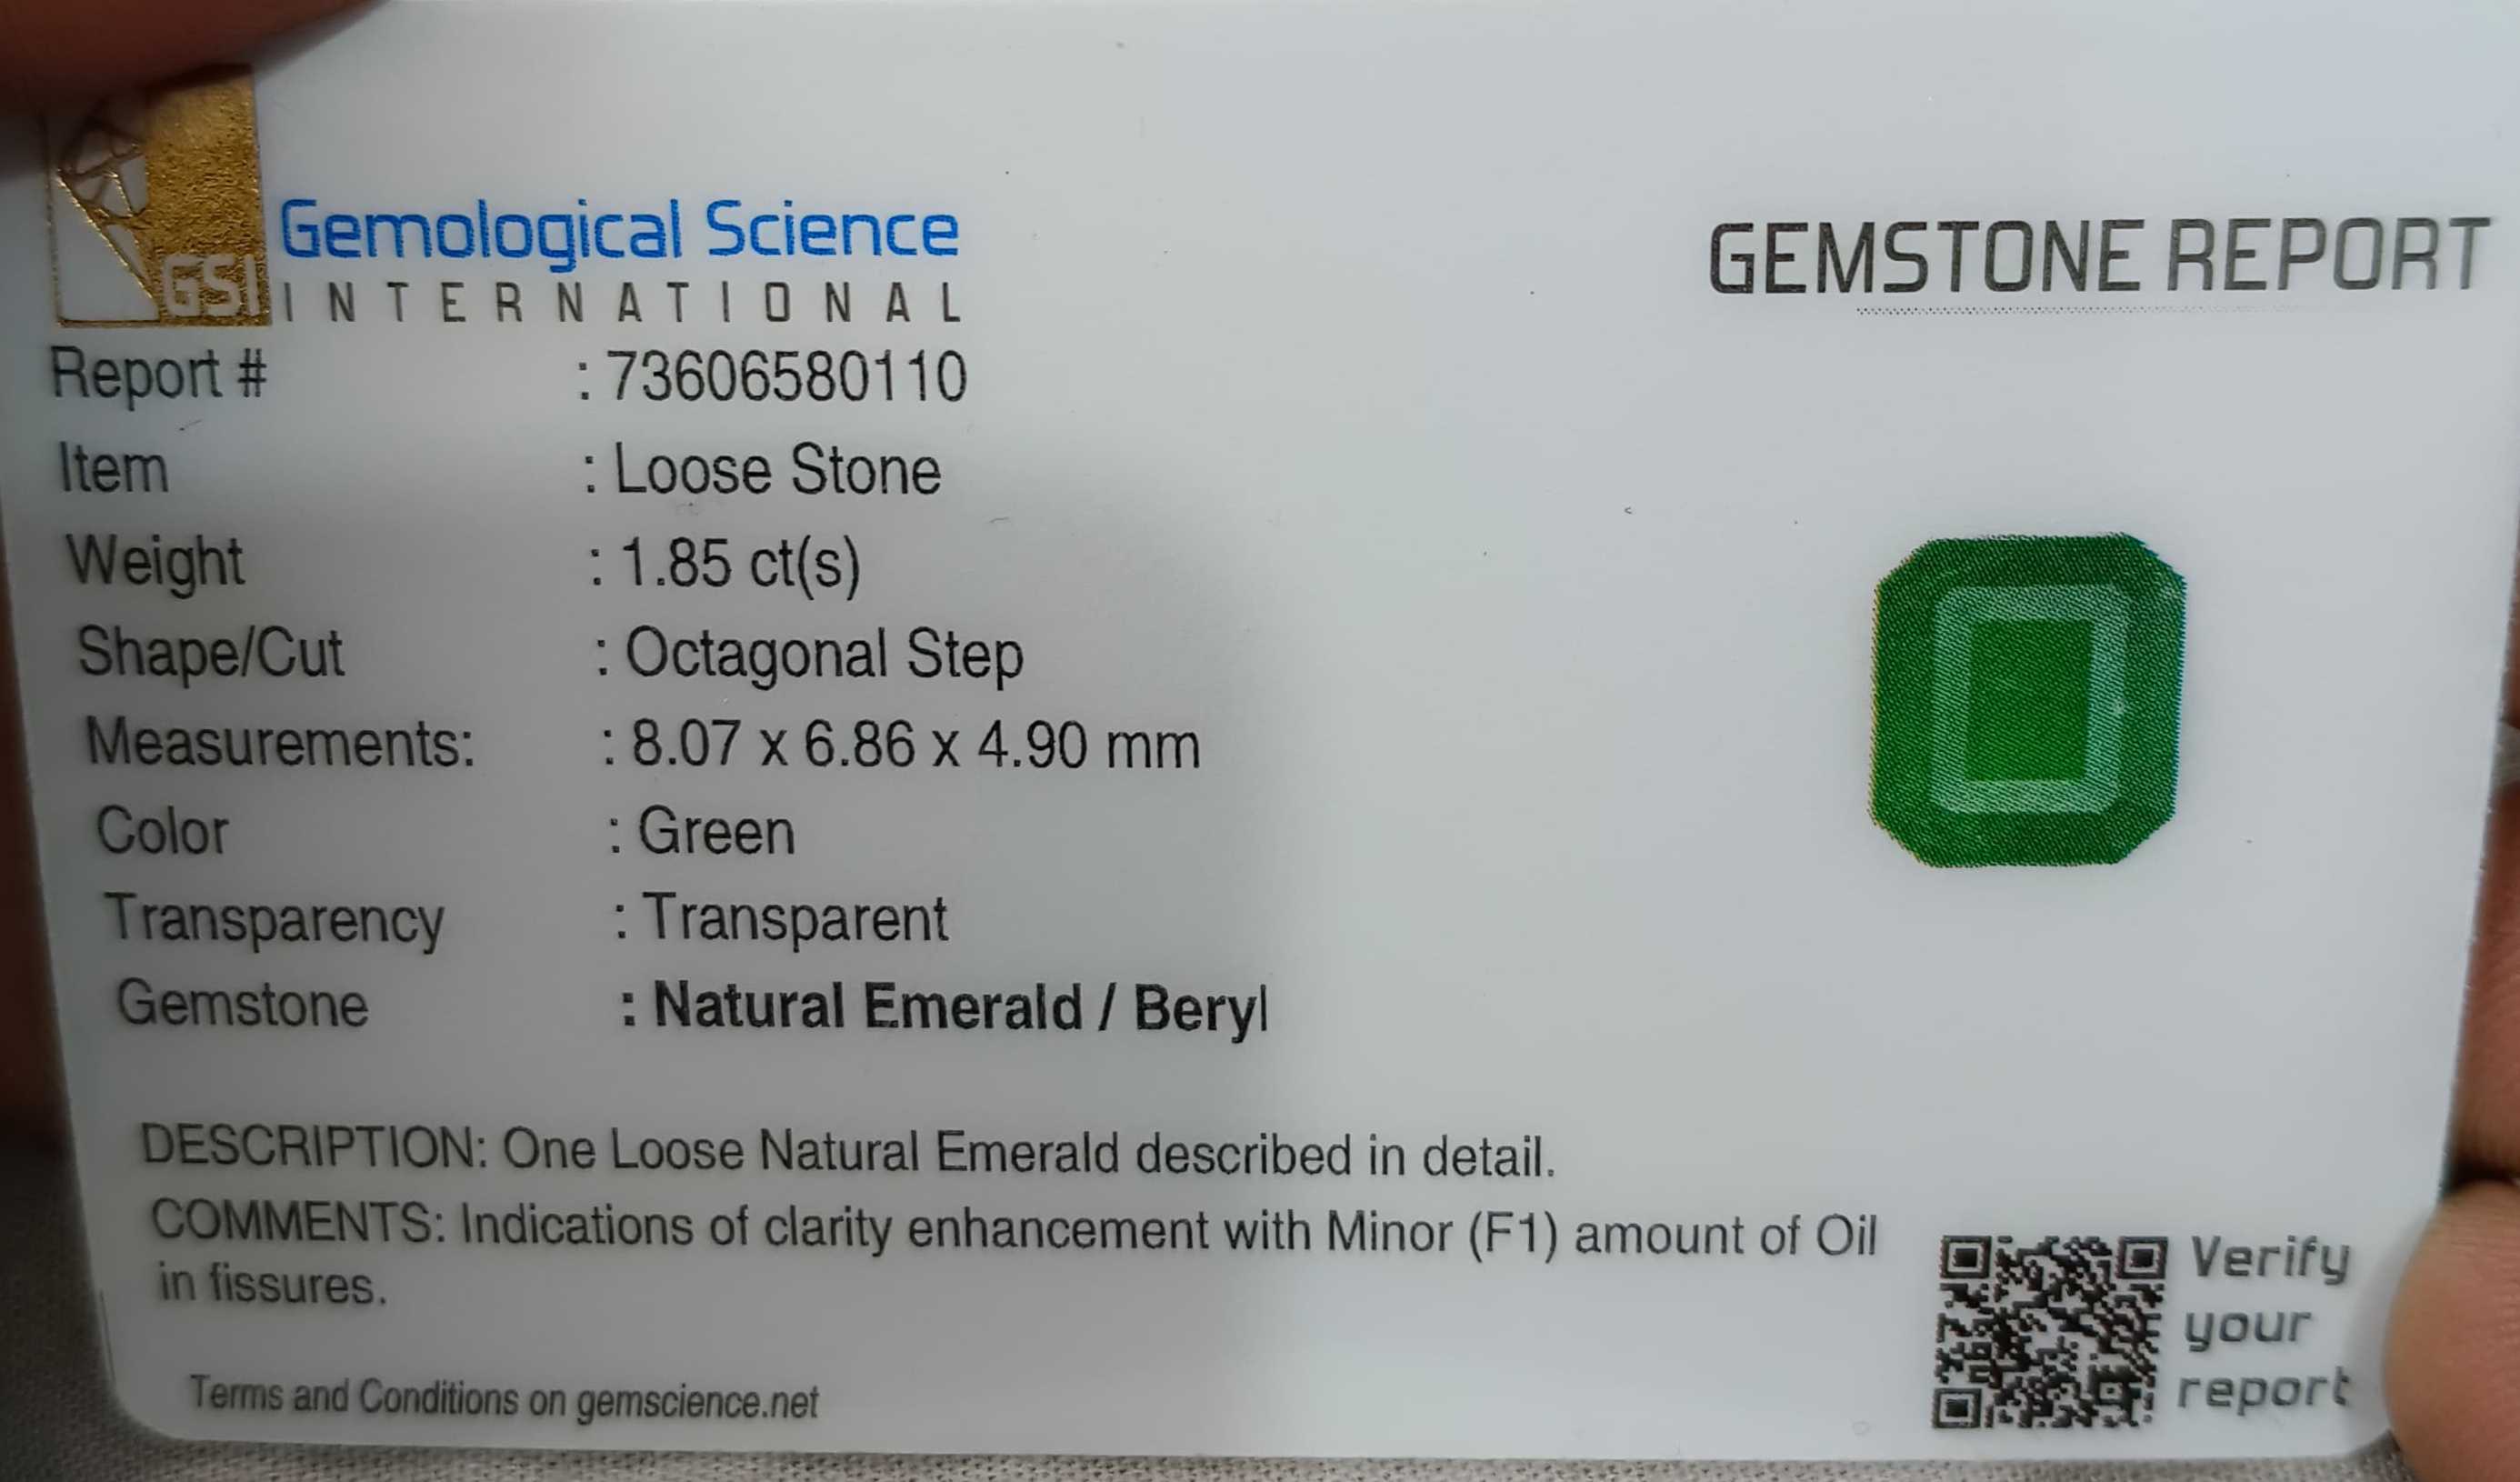 GSI
Gemological Science
INTERNATIONAL
GEMSTONE REPORT
Report # : 73606580110
Item : Loose Stone
Weight : 1.85 ct(s)
Shape/Cut : Octagonal Step
Measurements: : 8.07 x 6.86 x 4.90 mm
Color : Green
Transparency : Transparent
Gemstone : Natural Emerald / Beryl
DESCRIPTION: One Loose Natural Emerald described in detail.
COMMENTS: Indications of clarity enhancement with Minor (F1) amount of Oil
in fissures.
Terms and Conditions on gemscience.net
Verify
your
report